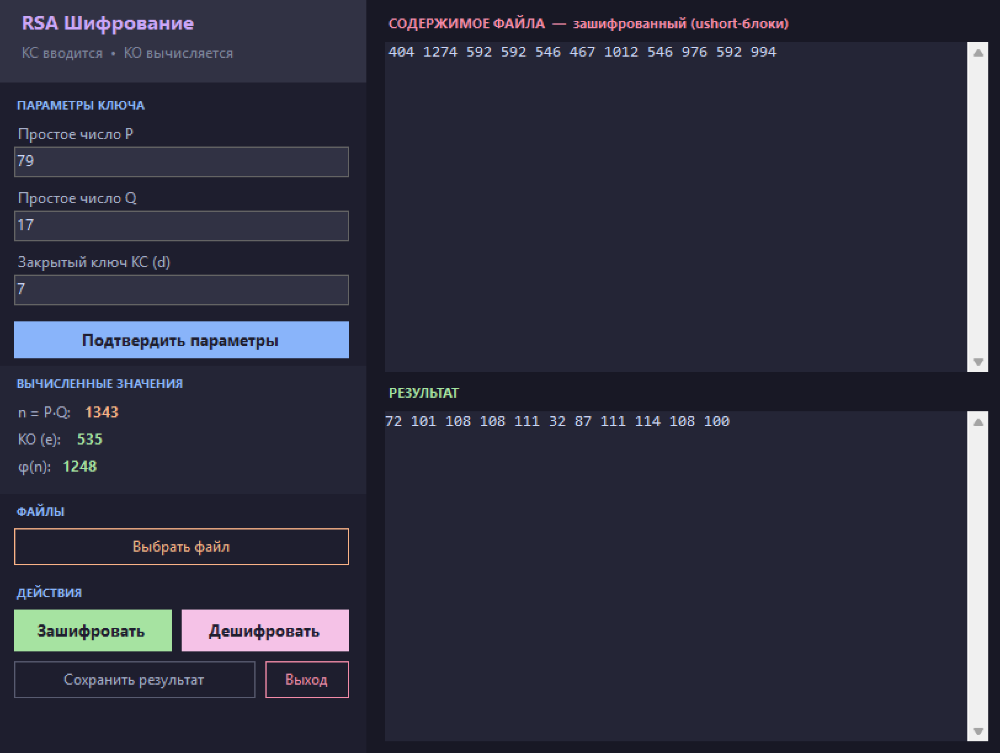 RSA Шифрование
КС вводится • КО вычисляется
ПАРАМЕТРЫ КЛЮЧА
Простое число P
79
Простое число Q
17
Закрытый ключ КС (d)
7
Подтвердить параметры
ВЫЧИСЛЕННЫЕ ЗНАЧЕНИЯ
n = P·Q: 1343
КО (e): 535
φ(n): 1248
ФАЙЛЫ
Выбрать файл
ДЕЙСТВИЯ
Зашифровать Дешифровать
Сохранить результат Выход
СОДЕРЖИМОЕ ФАЙЛА — зашифрованный (ushort-блоки)
404 1274 592 592 546 467 1012 546 976 592 994
РЕЗУЛЬТАТ
72 101 108 108 111 32 87 111 114 108 100